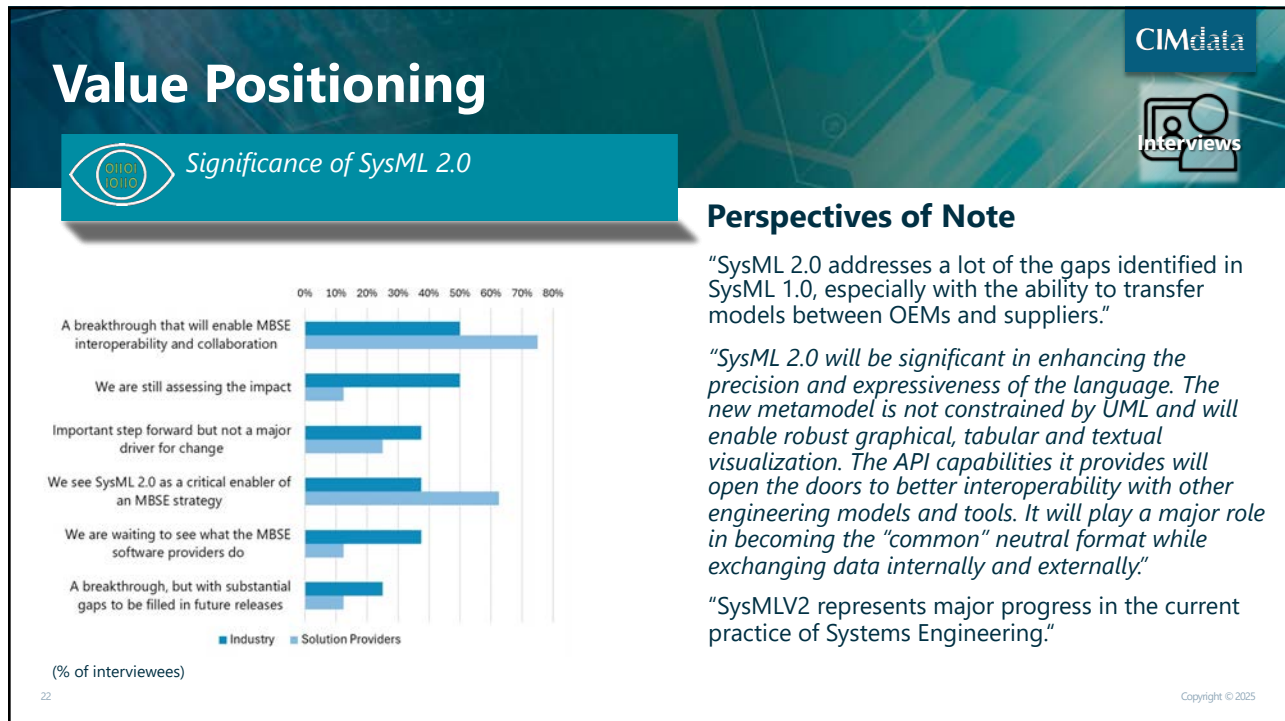 CIMdata
Value Positioning
Interviews
01101
10110
Significance of SysML 2.0
Perspectives of Note
“SysML 2.0 addresses a lot of the gaps identified in
SysML 1.0, especially with the ability to transfer
models between OEMs and suppliers.”
“SysML 2.0 will be significant in enhancing the
precision and expressiveness of the language. The
new metamodel is not constrained by UML and will
enable robust graphical, tabular and textual
visualization. The API capabilities it provides will
open the doors to better interoperability with other
engineering models and tools. It will play a major role
in becoming the “common” neutral format while
exchanging data internally and externally.”
“SysMLV2 represents major progress in the current
practice of Systems Engineering.“
0% 10% 20% 30% 40% 50% 60% 70% 80%
A breakthrough that will enable MBSE
interoperability and collaboration
We are still assessing the impact
Important step forward but not a major
driver for change
We see SysML 2.0 as a critical enabler of
an MBSE strategy
We are waiting to see what the MBSE
software providers do
A breakthrough, but with substantial
gaps to be filled in future releases
Industry Solution Providers
(% of interviewees)
22
Copyright © 2025